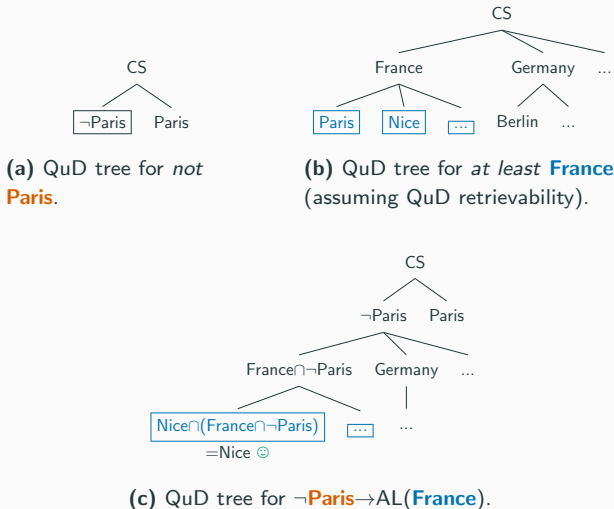 CS
¬Paris Paris
(a) QuD tree for not
Paris.
CS
France Germany ...
Paris Nice ... Berlin ...
(b) QuD tree for at least France
(assuming QuD retrievability).
CS
¬Paris Paris
France∩¬Paris Germany ...
Nice∩(France∩¬Paris) ... ...
=Nice ☺
(c) QuD tree for ¬Paris→AL(France).